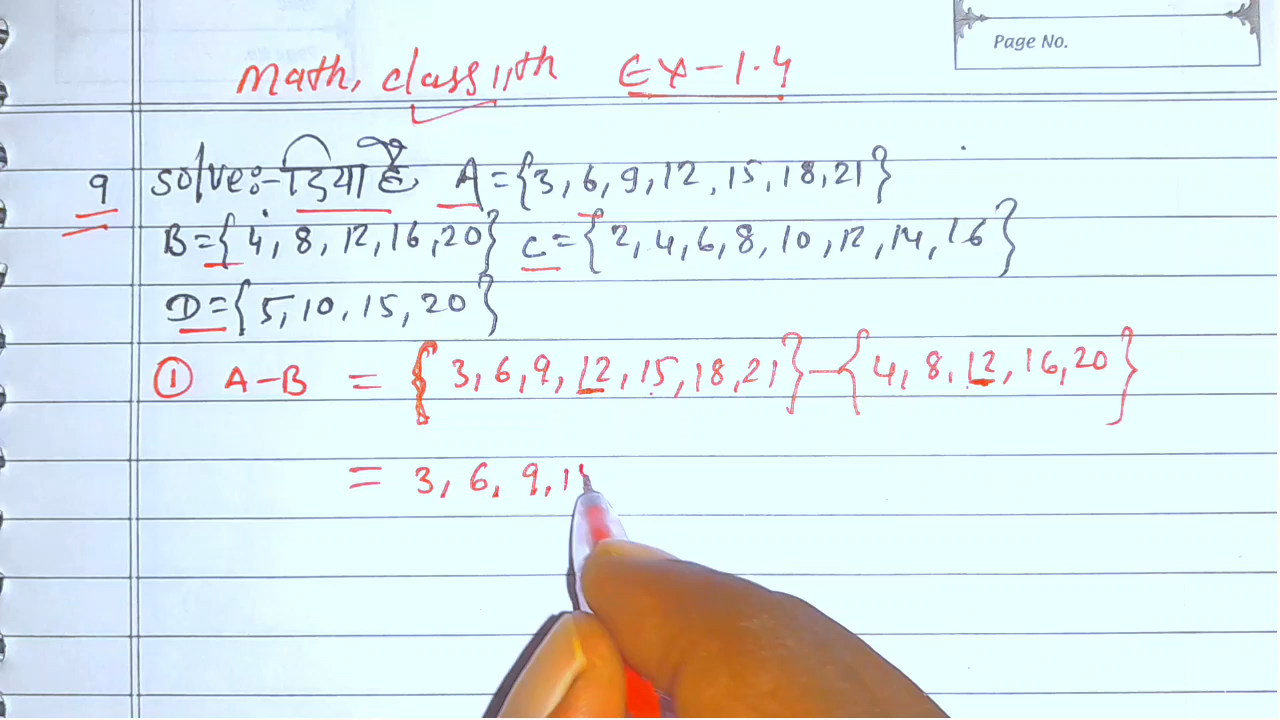 Page No.
Math, class 11th Ex-1.4
9 solve:- दिया है A={3, 6, 9, 12, 15, 18, 21}
B={4, 8, 12, 16, 20} C={2, 4, 6, 8, 10, 12, 14, 16}
D={5, 10, 15, 20}
① A-B = {3, 6, 9, 12, 15, 18, 21}-{4, 8, 12, 16, 20}
= 3, 6, 9, 1